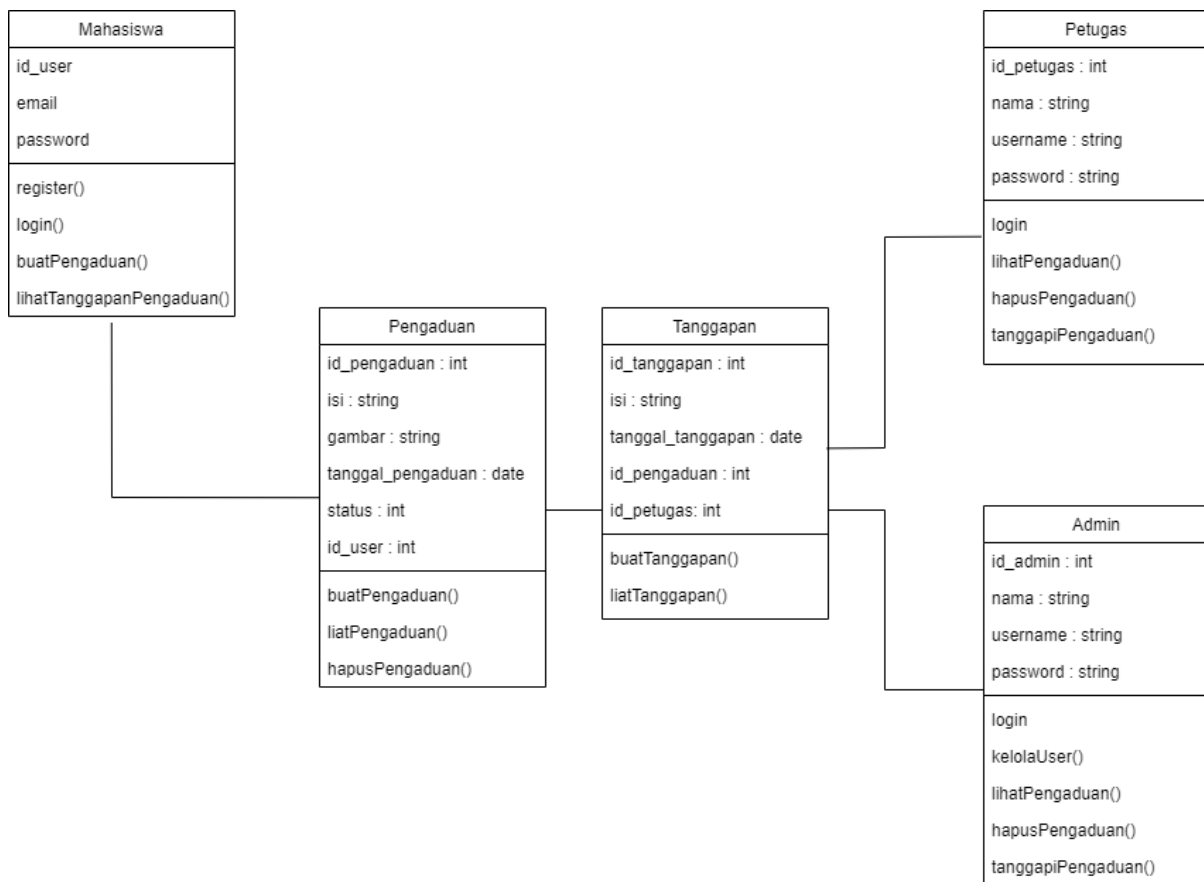 Mahasiswa
id_user
email
password
register()
login()
buatPengaduan()
lihatTanggapanPengaduan()
Pengaduan
id_pengaduan : int
isi : string
gambar : string
tanggal_pengaduan : date
status : int
id_user : int
buatPengaduan()
liatPengaduan()
hapusPengaduan()
Tanggapan
id_tanggapan : int
isi : string
tanggal_tanggapan : date
id_pengaduan : int
id_petugas: int
buatTanggapan()
liatTanggapan()
Petugas
id_petugas : int
nama : string
username : string
password : string
login
lihatPengaduan()
hapusPengaduan()
tanggapiPengaduan()
Admin
id_admin : int
nama : string
username : string
password : string
login
kelolaUser()
lihatPengaduan()
hapusPengaduan()
tanggapiPengaduan()